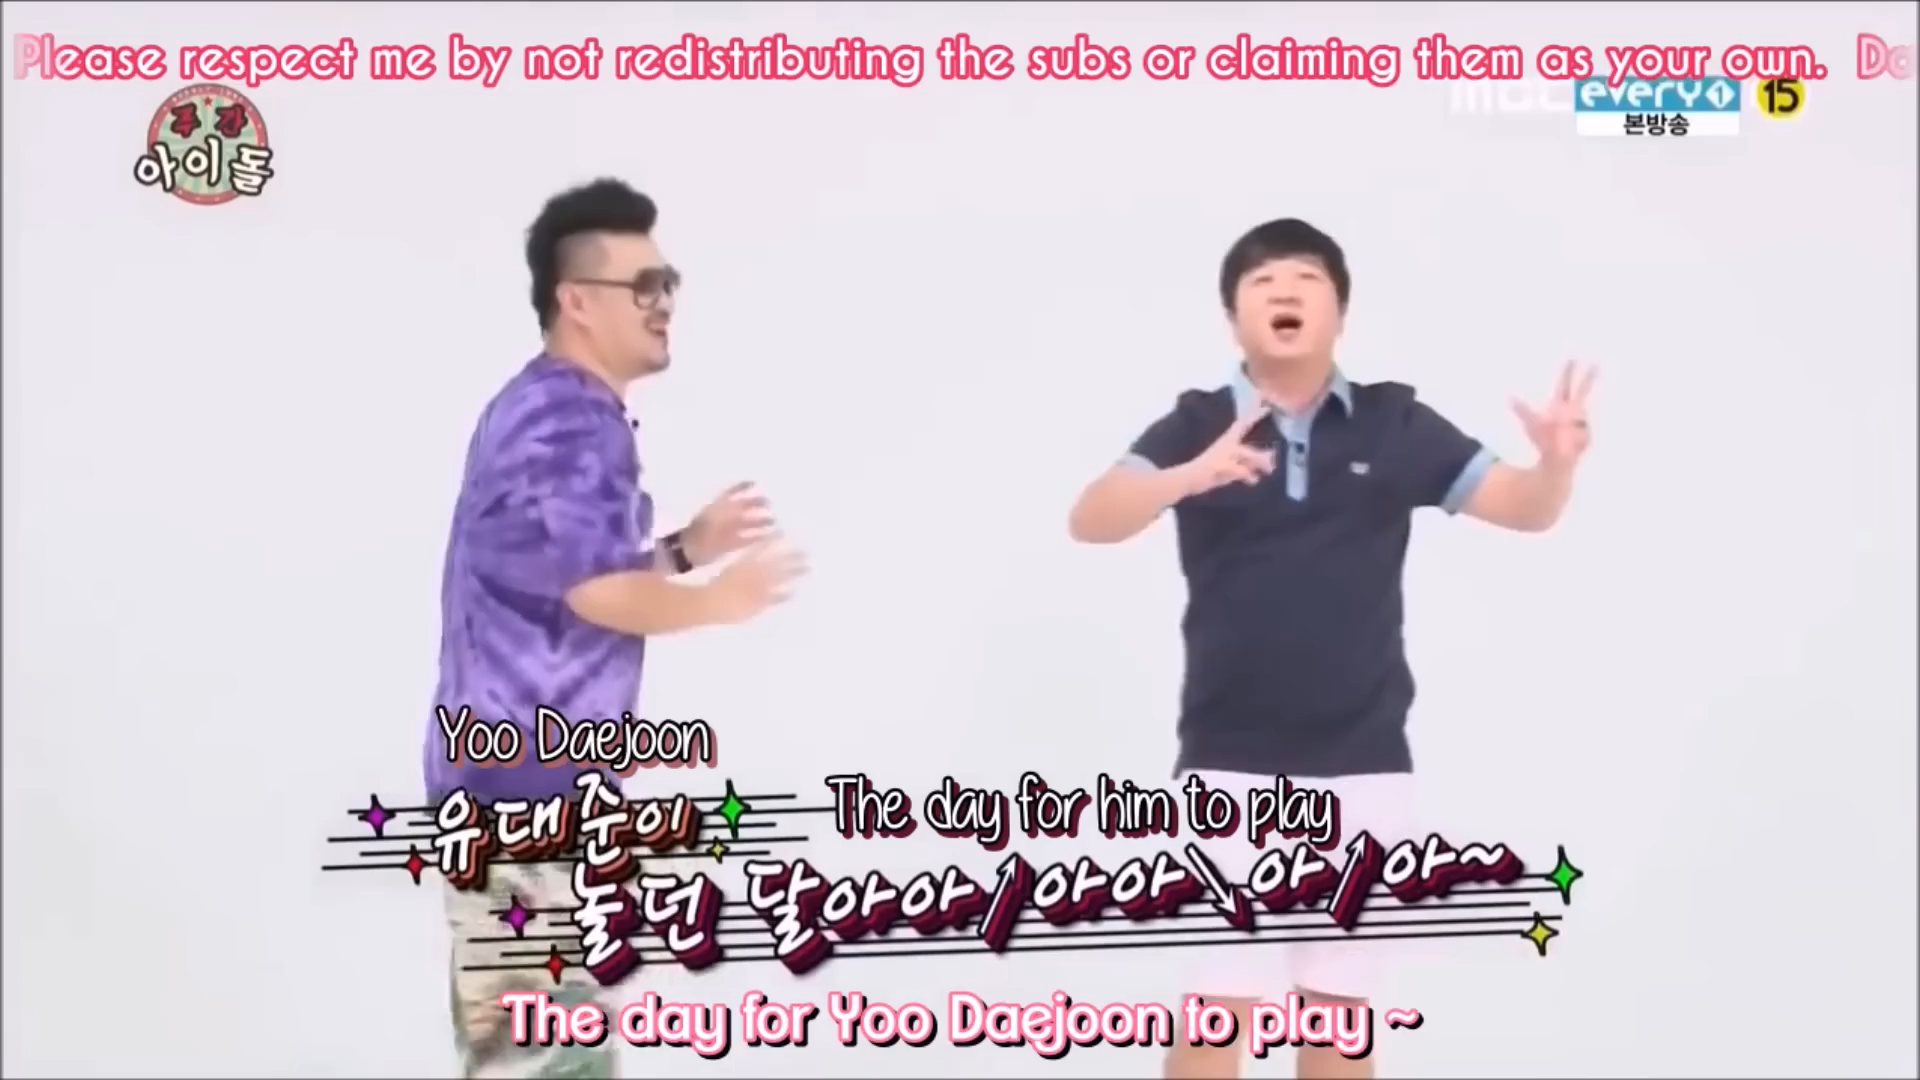 Please respect me by not redistributing the subs or claiming them as your own. Do
주간
아이돌
MBC every1 15
본방송
Yoo Daejoon
유대준이
The day for him to play
놀던 달아아↗아아↘아↗아~
The day for Yoo Daejoon to play ~